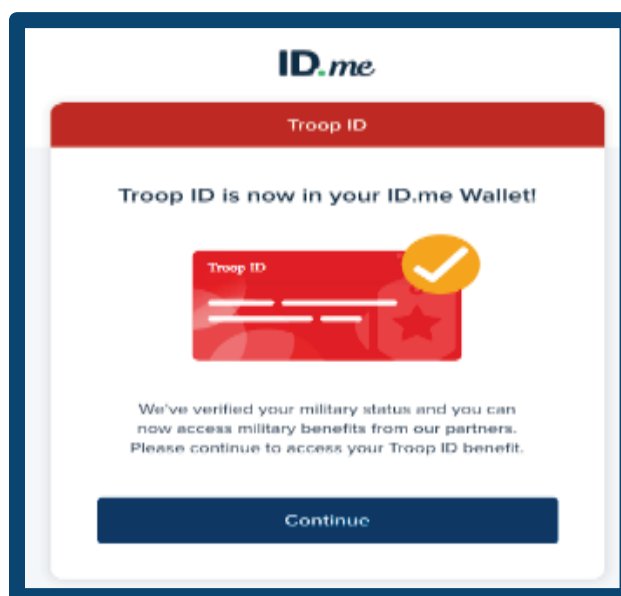 ID.me
Troop ID
Troop ID is now in your ID.me Wallet!
Troop ID
We've verified your military status and you can
now access military benefits from our partners.
Please continue to access your Troop ID benefit.
Continue